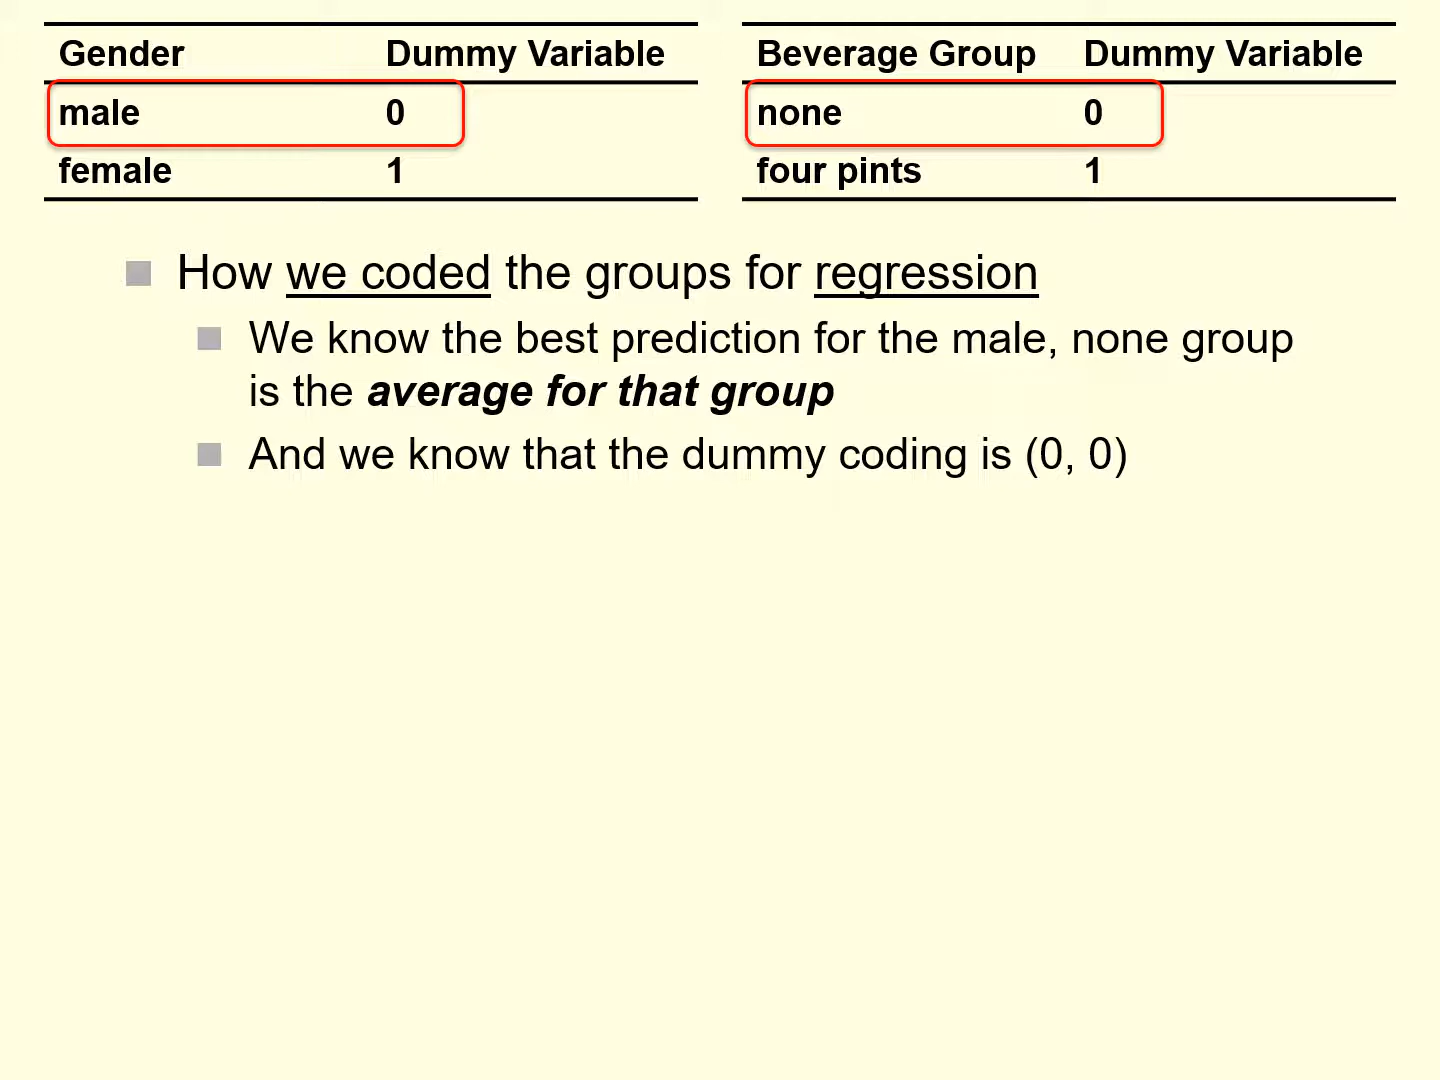 Gender Dummy Variable Beverage Group Dummy Variable
male 0 none 0
female 1 four pints 1
How we coded the groups for regression
We know the best prediction for the male, none group
is the average for that group
And we know that the dummy coding is (0, 0)